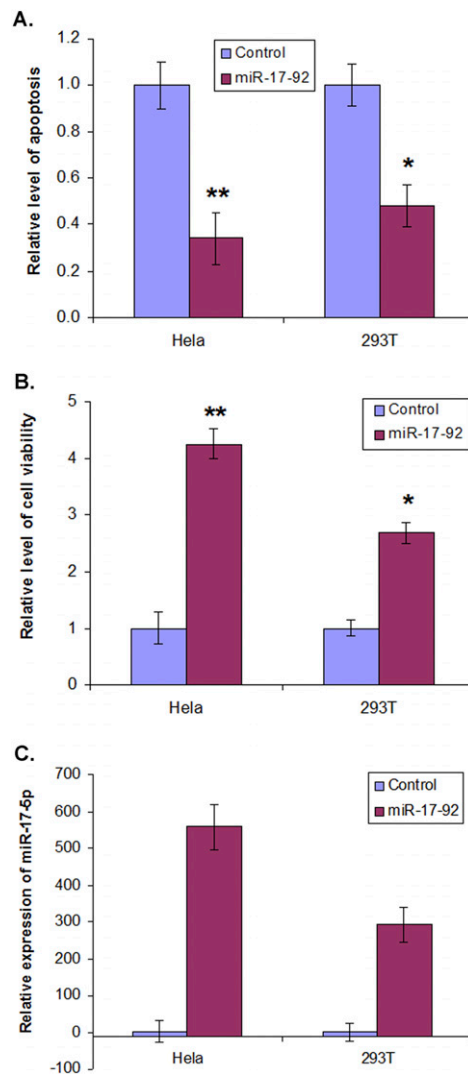 A.
Relative level of apoptosis
1.2
1.0
0.8
0.6
0.4
0.2
0.0
Control
miR-17-92
**
*
Hela
293T
B.
Relative level of cell viability
5
4
3
2
1
0
Control
miR-17-92
**
*
Hela
293T
C.
Relative expression of miR-17-5p
700
600
500
400
300
200
100
0
-100
Control
miR-17-92
Hela
293T